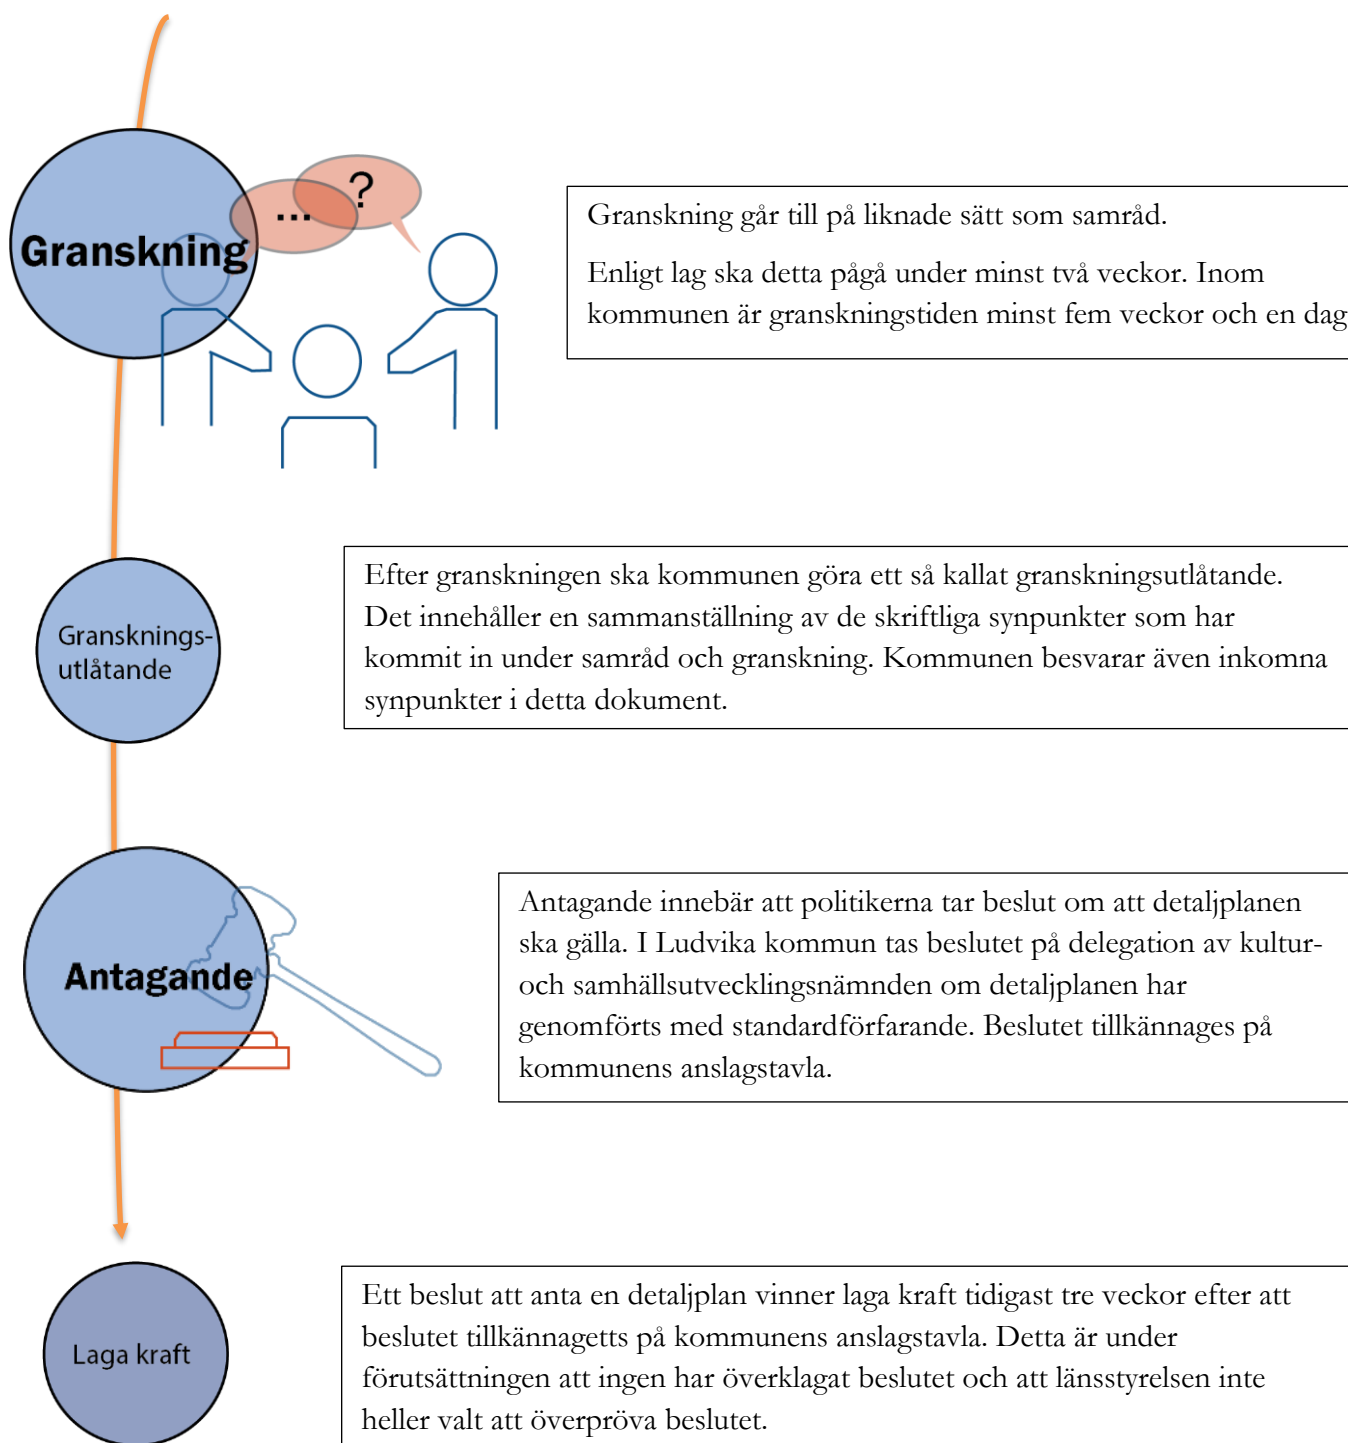 ...
?
Granskning
Granskning går till på liknade sätt som samråd.
Enligt lag ska detta pågå under minst två veckor. Inom
kommunen är granskningstiden minst fem veckor och en dag
Gransknings-
utlåtande
Efter granskningen ska kommunen göra ett så kallat granskningsutlåtande.
Det innehåller en sammanställning av de skriftliga synpunkter som har
kommit in under samråd och granskning. Kommunen besvarar även inkomna
synpunkter i detta dokument.
Antagande
Antagande innebär att politikerna tar beslut om att detaljplanen
ska gälla. I Ludvika kommun tas beslutet på delegation av kultur-
och samhällsutvecklingsnämnden om detaljplanen har
genomförts med standardförfarande. Beslutet tillkännages på
kommunens anslagstavla.
Laga kraft
Ett beslut att anta en detaljplan vinner laga kraft tidigast tre veckor efter att
beslutet tillkännagetts på kommunens anslagstavla. Detta är under
förutsättningen att ingen har överklagat beslutet och att länsstyrelsen inte
heller valt att överpröva beslutet.